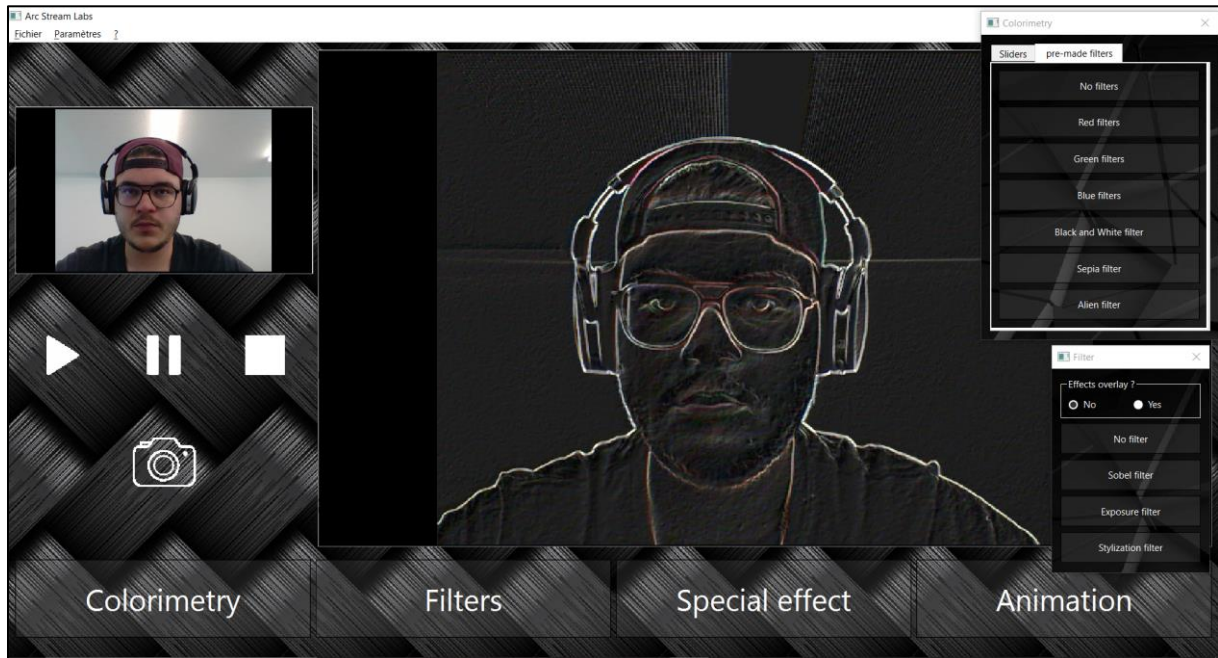 Arc Stream Labs
Fichier Paramètres ?
Colorimetry
Sliders pre-made filters
No filters
Red filters
Green filters
Blue filters
Black and White filter
Sepia filter
Alien filter
Filter
Effects overlay ?
No Yes
No filter
Sobel filter
Exposure filter
Stylization filter
Colorimetry Filters Special effect Animation